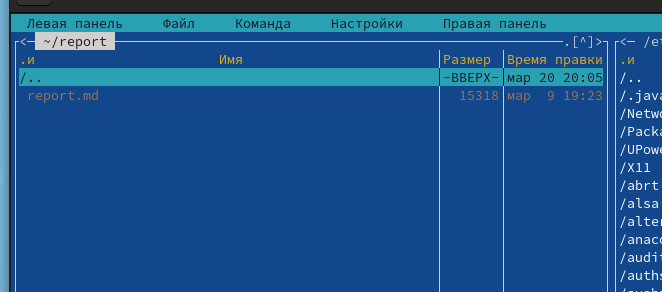 Левая панель Файл Команда Настройки Правая панель
<─ ~/report .[^]>
.и Имя Размер Время правки
/.. -ВВЕРХ- мар 20 20:05
report.md 15318 мар 9 19:23
<─ /e
.и
/..
/.java
/Netw
/Packa
/UPowe
/X11
/abrt
/alsa
/alter
/anaco
/audit
/auths